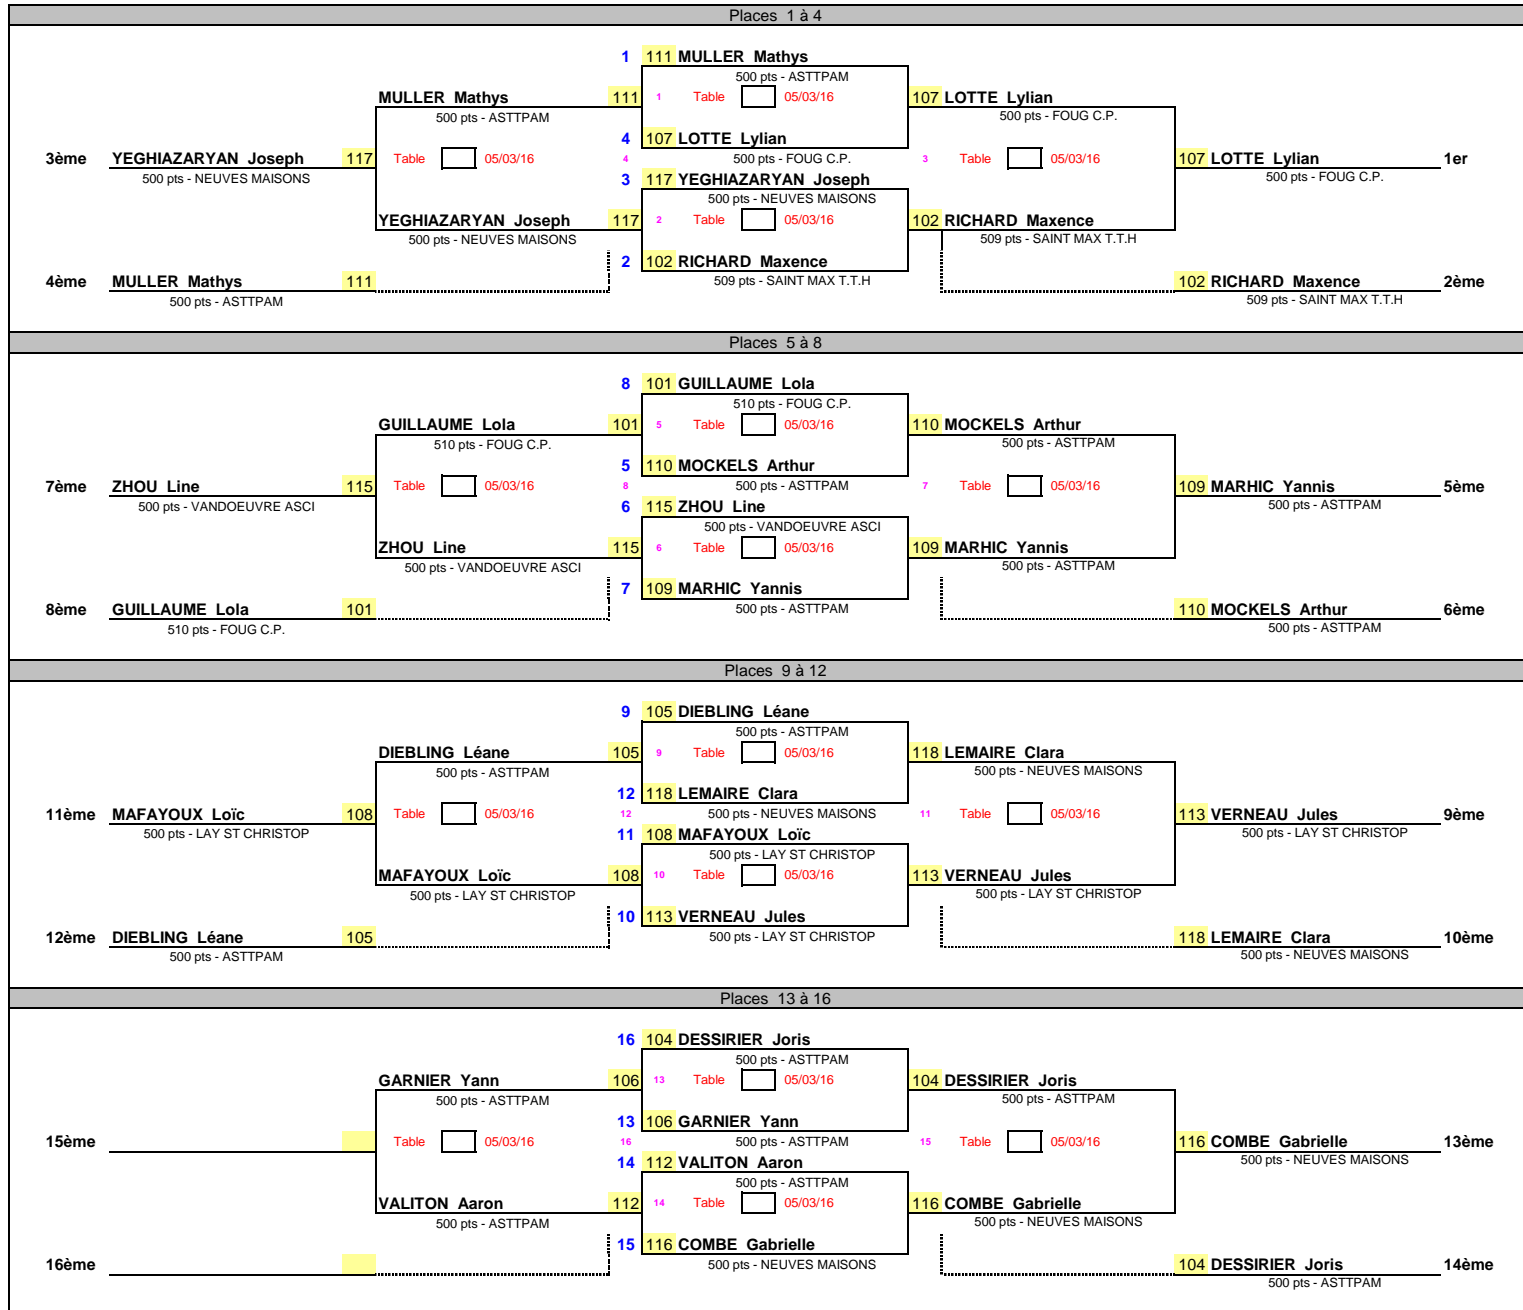 Places 1 à 4
1 111 MULLER Mathys
500 pts - ASTTPAM
MULLER Mathys 111 1 Table 05/03/16 107 LOTTE Lylian
500 pts - ASTTPAM 500 pts - FOUG C.P.
4 107 LOTTE Lylian
3ème YEGHIAZARYAN Joseph 117 Table 05/03/16 4 500 pts - FOUG C.P. 3 Table 05/03/16 107 LOTTE Lylian 1er
500 pts - NEUVES MAISONS 3 117 YEGHIAZARYAN Joseph 500 pts - FOUG C.P.
500 pts - NEUVES MAISONS
YEGHIAZARYAN Joseph 117 2 Table 05/03/16 102 RICHARD Maxence
500 pts - NEUVES MAISONS 509 pts - SAINT MAX T.T.H
2 102 RICHARD Maxence
4ème MULLER Mathys 111 509 pts - SAINT MAX T.T.H 102 RICHARD Maxence 2ème
500 pts - ASTTPAM 509 pts - SAINT MAX T.T.H
Places 5 à 8
8 101 GUILLAUME Lola
510 pts - FOUG C.P.
GUILLAUME Lola 101 5 Table 05/03/16 110 MOCKELS Arthur
510 pts - FOUG C.P. 500 pts - ASTTPAM
5 110 MOCKELS Arthur
7ème ZHOU Line 115 Table 05/03/16 8 500 pts - ASTTPAM 7 Table 05/03/16 109 MARHIC Yannis 5ème
500 pts - VANDOEUVRE ASCI 6 115 ZHOU Line 500 pts - ASTTPAM
500 pts - VANDOEUVRE ASCI
ZHOU Line 115 6 Table 05/03/16 109 MARHIC Yannis
500 pts - VANDOEUVRE ASCI 500 pts - ASTTPAM
7 109 MARHIC Yannis
8ème GUILLAUME Lola 101 500 pts - ASTTPAM 110 MOCKELS Arthur 6ème
510 pts - FOUG C.P. 500 pts - ASTTPAM
Places 9 à 12
9 105 DIEBLING Léane
500 pts - ASTTPAM
DIEBLING Léane 105 9 Table 05/03/16 118 LEMAIRE Clara
500 pts - ASTTPAM 500 pts - NEUVES MAISONS
12 118 LEMAIRE Clara
11ème MAFAYOUX Loïc 108 Table 05/03/16 12 500 pts - NEUVES MAISONS 11 Table 05/03/16 113 VERNEAU Jules 9ème
500 pts - LAY ST CHRISTOP 11 108 MAFAYOUX Loïc 500 pts - LAY ST CHRISTOP
500 pts - LAY ST CHRISTOP
MAFAYOUX Loïc 108 10 Table 05/03/16 113 VERNEAU Jules
500 pts - LAY ST CHRISTOP 500 pts - LAY ST CHRISTOP
10 113 VERNEAU Jules
12ème DIEBLING Léane 105 500 pts - LAY ST CHRISTOP 118 LEMAIRE Clara 10ème
500 pts - ASTTPAM 500 pts - NEUVES MAISONS
Places 13 à 16
16 104 DESSIRIER Joris
500 pts - ASTTPAM
GARNIER Yann 106 13 Table 05/03/16 104 DESSIRIER Joris
500 pts - ASTTPAM 500 pts - ASTTPAM
13 106 GARNIER Yann
15ème Table 05/03/16 16 500 pts - ASTTPAM 15 Table 05/03/16 116 COMBE Gabrielle 13ème
14 112 VALITON Aaron 500 pts - NEUVES MAISONS
500 pts - ASTTPAM
VALITON Aaron 112 14 Table 05/03/16 116 COMBE Gabrielle
500 pts - ASTTPAM 500 pts - NEUVES MAISONS
15 116 COMBE Gabrielle
16ème 500 pts - NEUVES MAISONS 104 DESSIRIER Joris 14ème
500 pts - ASTTPAM